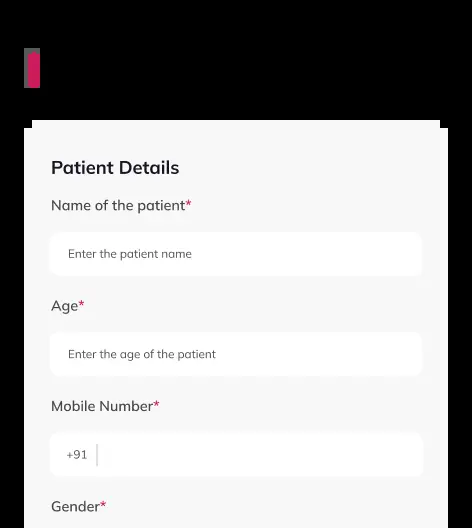 Patient Details
Name of the patient*
Enter the patient name
Age*
Enter the age of the patient
Mobile Number*
+91
Gender*